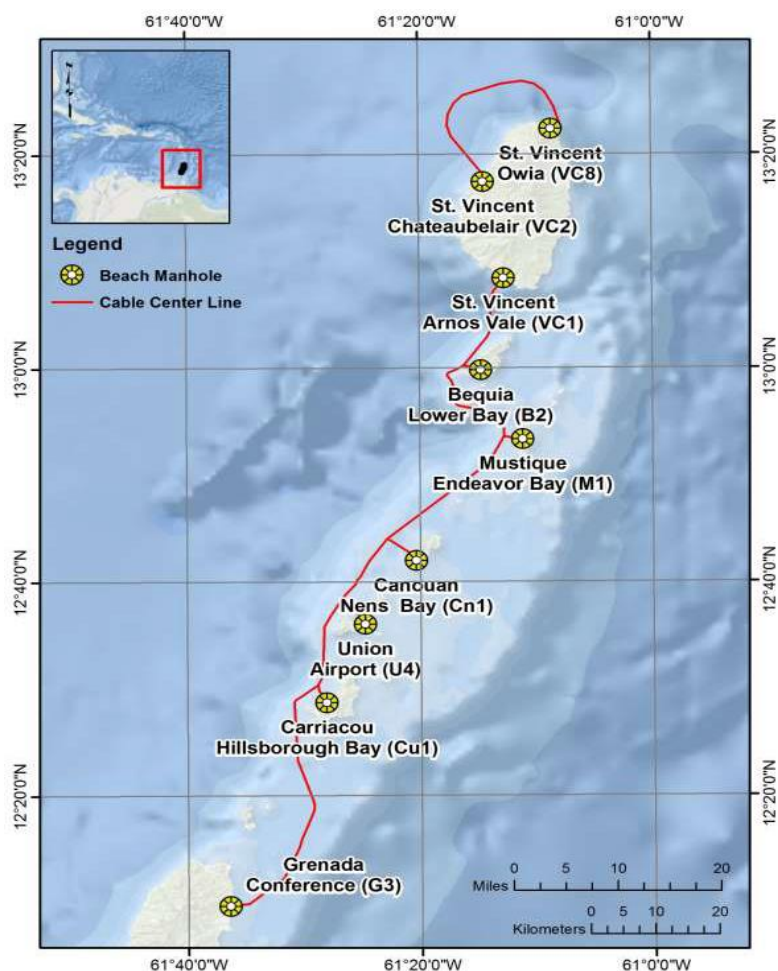 61°40'0"W
61°20'0"W
61°0'0"W
N
13°20'0"N
13°20'0"N
St. Vincent
Owia (VC8)
St. Vincent
Chateaubelair (VC2)
Legend
Beach Manhole
Cable Center Line
St. Vincent
Arnos Vale (VC1)
13°0'0"N
13°0'0"N
Bequia
Lower Bay (B2)
Mustique
Endeavor Bay (M1)
12°40'0"N
12°40'0"N
Canouan
Nens Bay (Cn1)
Union
Airport (U4)
Carriacou
Hillsborough Bay (Cu1)
12°20'0"N
12°20'0"N
Grenada
Conference (G3)
0 5 10 20
Miles
0 5 10 20
Kilometers
61°40'0"W
61°20'0"W
61°0'0"W